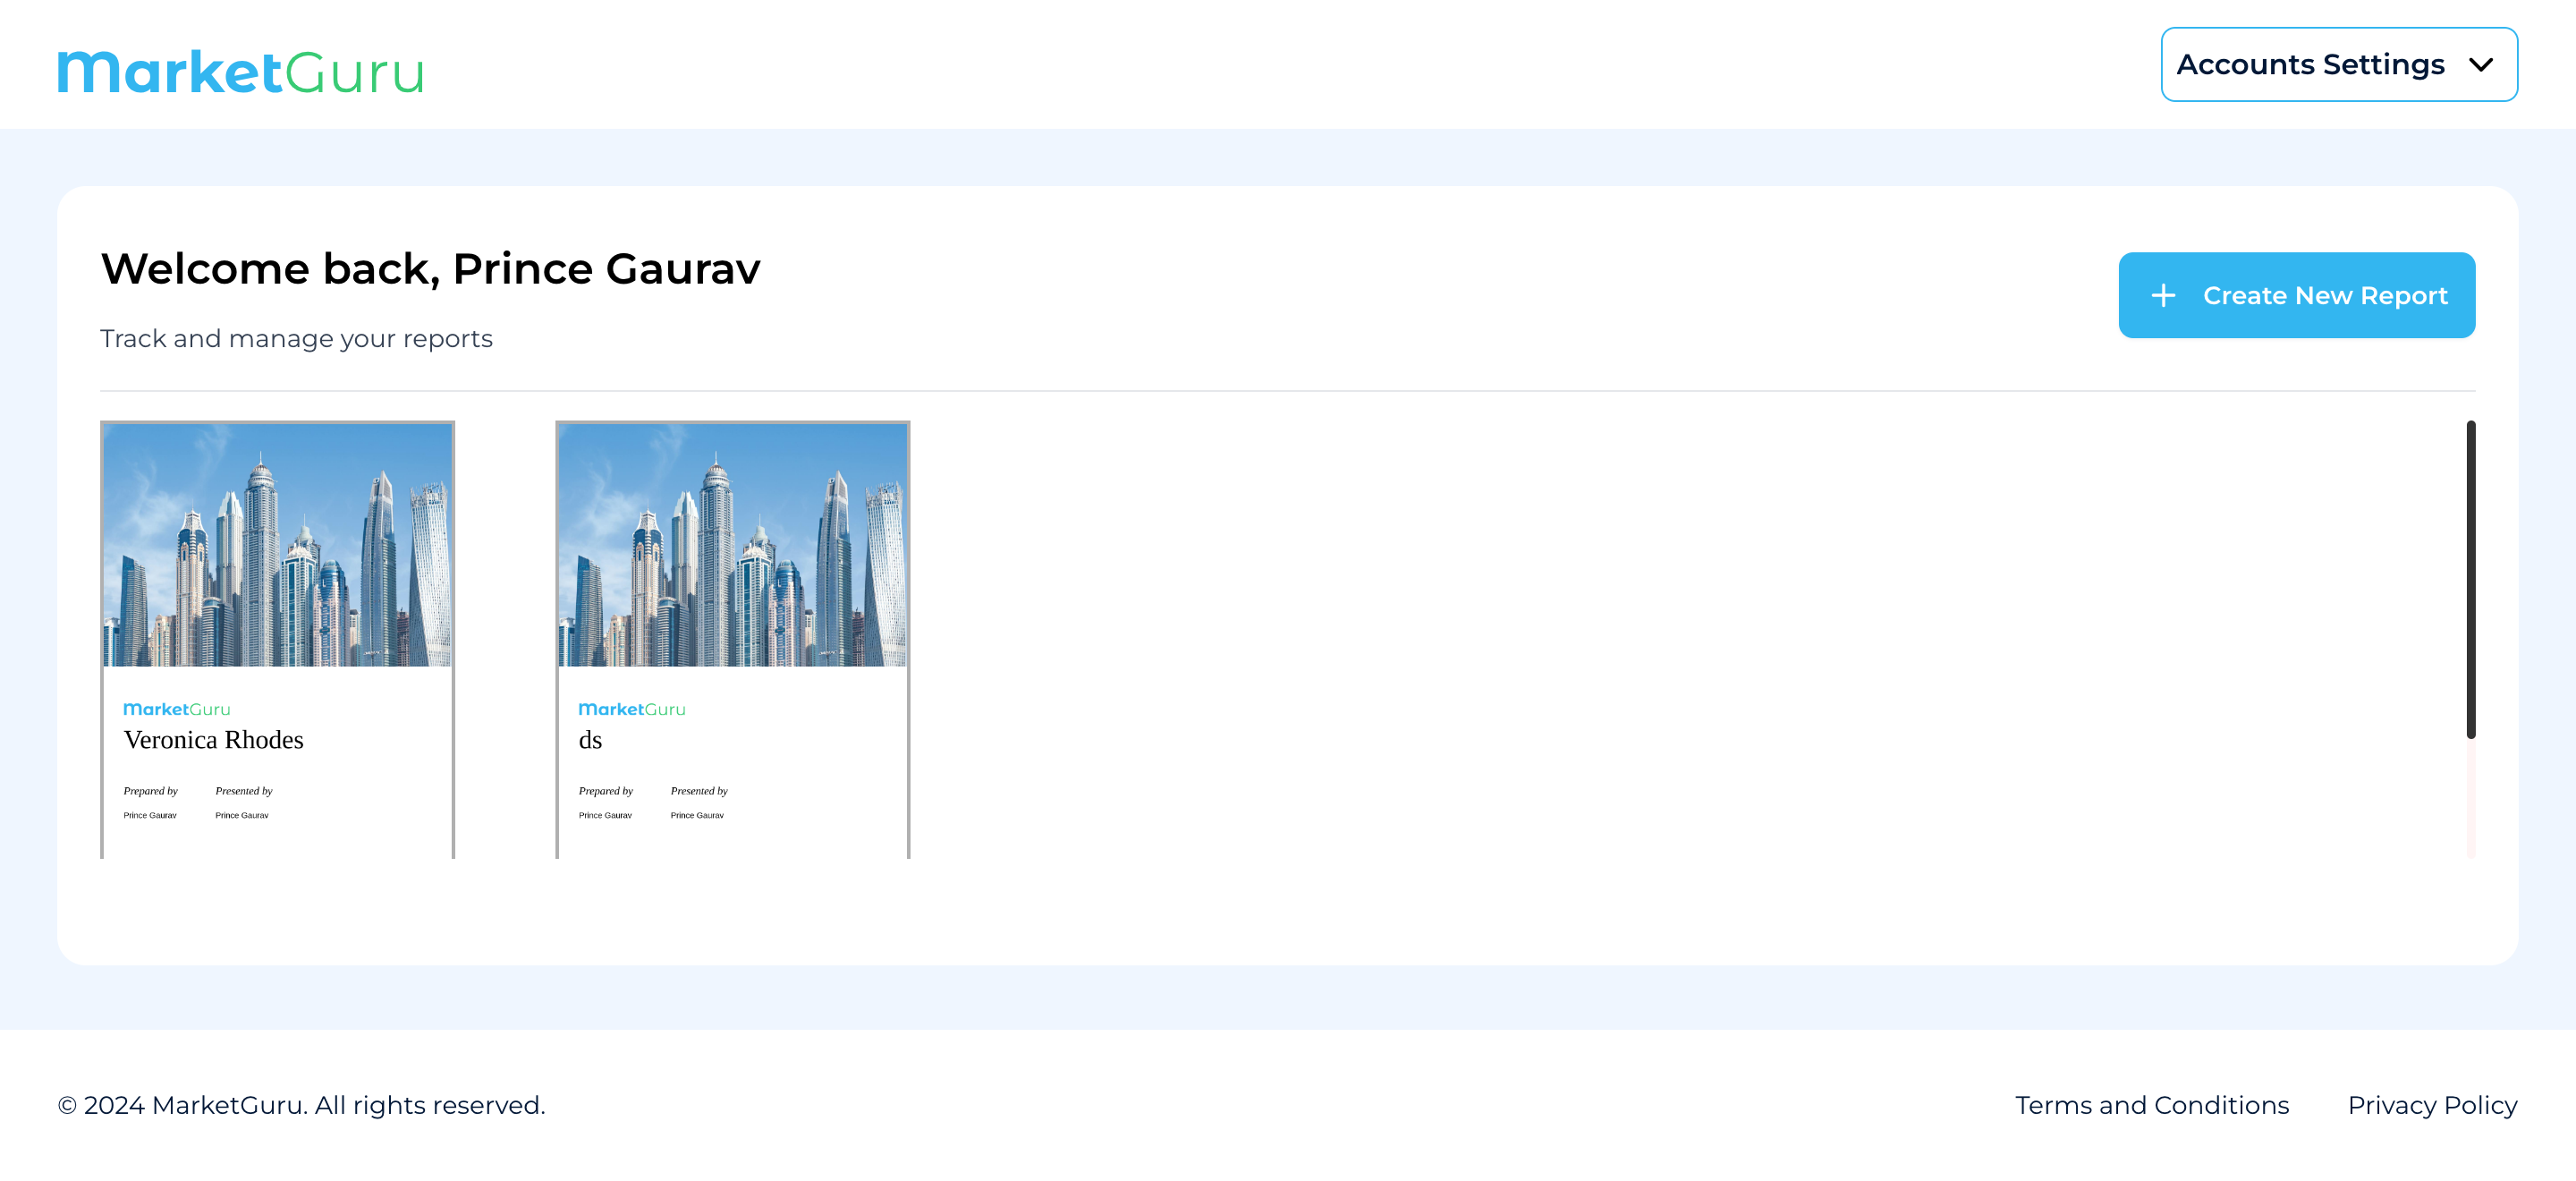 MarketGuru
Accounts Settings
Welcome back, Prince Gaurav
Track and manage your reports
Create New Report
MarketGuru
Veronica Rhodes
Prepared by
Presented by
Prince Gaurav
Prince Gaurav
MarketGuru
ds
Prepared by
Presented by
Prince Gaurav
Prince Gaurav
© 2024 MarketGuru. All rights reserved.
Terms and Conditions
Privacy Policy